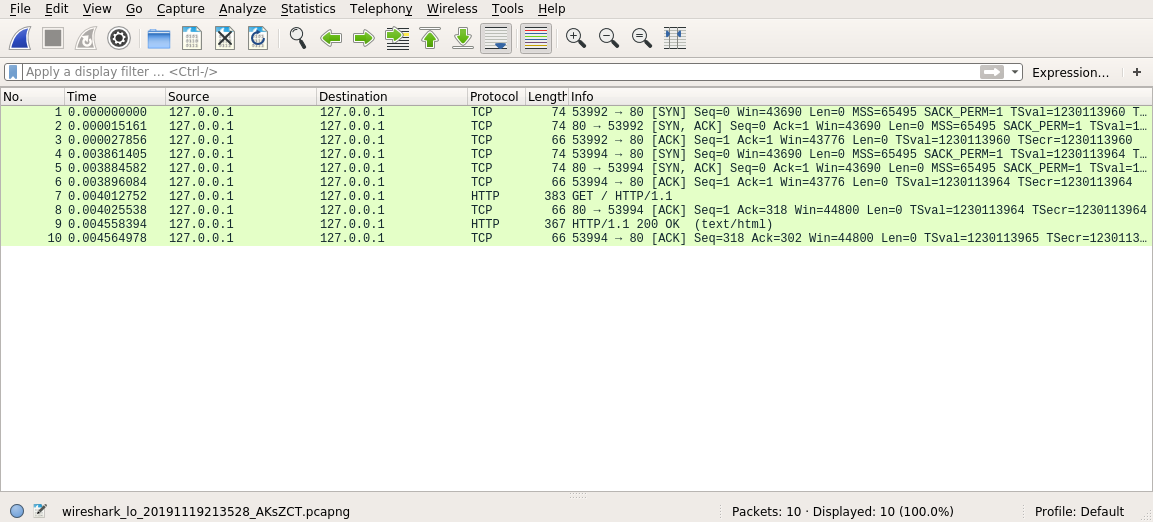 File Edit View Go Capture Analyze Statistics Telephony Wireless Tools Help
Apply a display filter ... <Ctrl-/> Expression... +
No. Time Source Destination Protocol Length Info
1 0.000000000 127.0.0.1 127.0.0.1 TCP 74 53992 → 80 [SYN] Seq=0 Win=43690 Len=0 MSS=65495 SACK_PERM=1 TSval=1230113960 T…
2 0.000015161 127.0.0.1 127.0.0.1 TCP 74 80 → 53992 [SYN, ACK] Seq=0 Ack=1 Win=43690 Len=0 MSS=65495 SACK_PERM=1 TSval=1…
3 0.000027856 127.0.0.1 127.0.0.1 TCP 66 53992 → 80 [ACK] Seq=1 Ack=1 Win=43776 Len=0 TSval=1230113960 TSecr=1230113960
4 0.003861405 127.0.0.1 127.0.0.1 TCP 74 53994 → 80 [SYN] Seq=0 Win=43690 Len=0 MSS=65495 SACK_PERM=1 TSval=1230113964 T…
5 0.003884582 127.0.0.1 127.0.0.1 TCP 74 80 → 53994 [SYN, ACK] Seq=0 Ack=1 Win=43690 Len=0 MSS=65495 SACK_PERM=1 TSval=1…
6 0.003896084 127.0.0.1 127.0.0.1 TCP 66 53994 → 80 [ACK] Seq=1 Ack=1 Win=43776 Len=0 TSval=1230113964 TSecr=1230113964
7 0.004012752 127.0.0.1 127.0.0.1 HTTP 383 GET / HTTP/1.1
8 0.004025538 127.0.0.1 127.0.0.1 TCP 66 80 → 53994 [ACK] Seq=1 Ack=318 Win=44800 Len=0 TSval=1230113964 TSecr=1230113964
9 0.004558394 127.0.0.1 127.0.0.1 HTTP 367 HTTP/1.1 200 OK  (text/html)
10 0.004564978 127.0.0.1 127.0.0.1 TCP 66 53994 → 80 [ACK] Seq=318 Ack=302 Win=44800 Len=0 TSval=1230113965 TSecr=1230113…
wireshark_lo_20191119213528_AKsZCT.pcapng Packets: 10 · Displayed: 10 (100.0%) Profile: Default